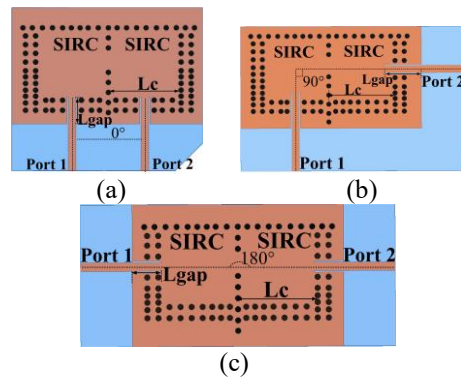 SIRC SIRC
Lc
Lgap
0°
Port 1 Port 2
(a)
SIRC SIRC
Lgap
90° Port 2
Lc
Port 1
(b)
SIRC SIRC
Port 1 180° Port 2
Lgap
Lc
(c)